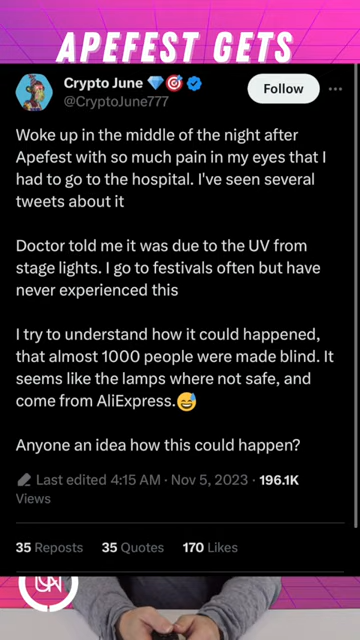 APEFEST GETS
Crypto June
@CryptoJune777
Follow
Woke up in the middle of the night after
Apefest with so much pain in my eyes that I
had to go to the hospital. I've seen several
tweets about it
Doctor told me it was due to the UV from
stage lights. I go to festivals often but have
never experienced this
I try to understand how it could happened,
that almost 1000 people were made blind. It
seems like the lamps where not safe, and
come from AliExpress.
Anyone an idea how this could happen?
Last edited 4:15 AM · Nov 5, 2023 · 196.1K
Views
35 Reposts 35 Quotes 170 Likes